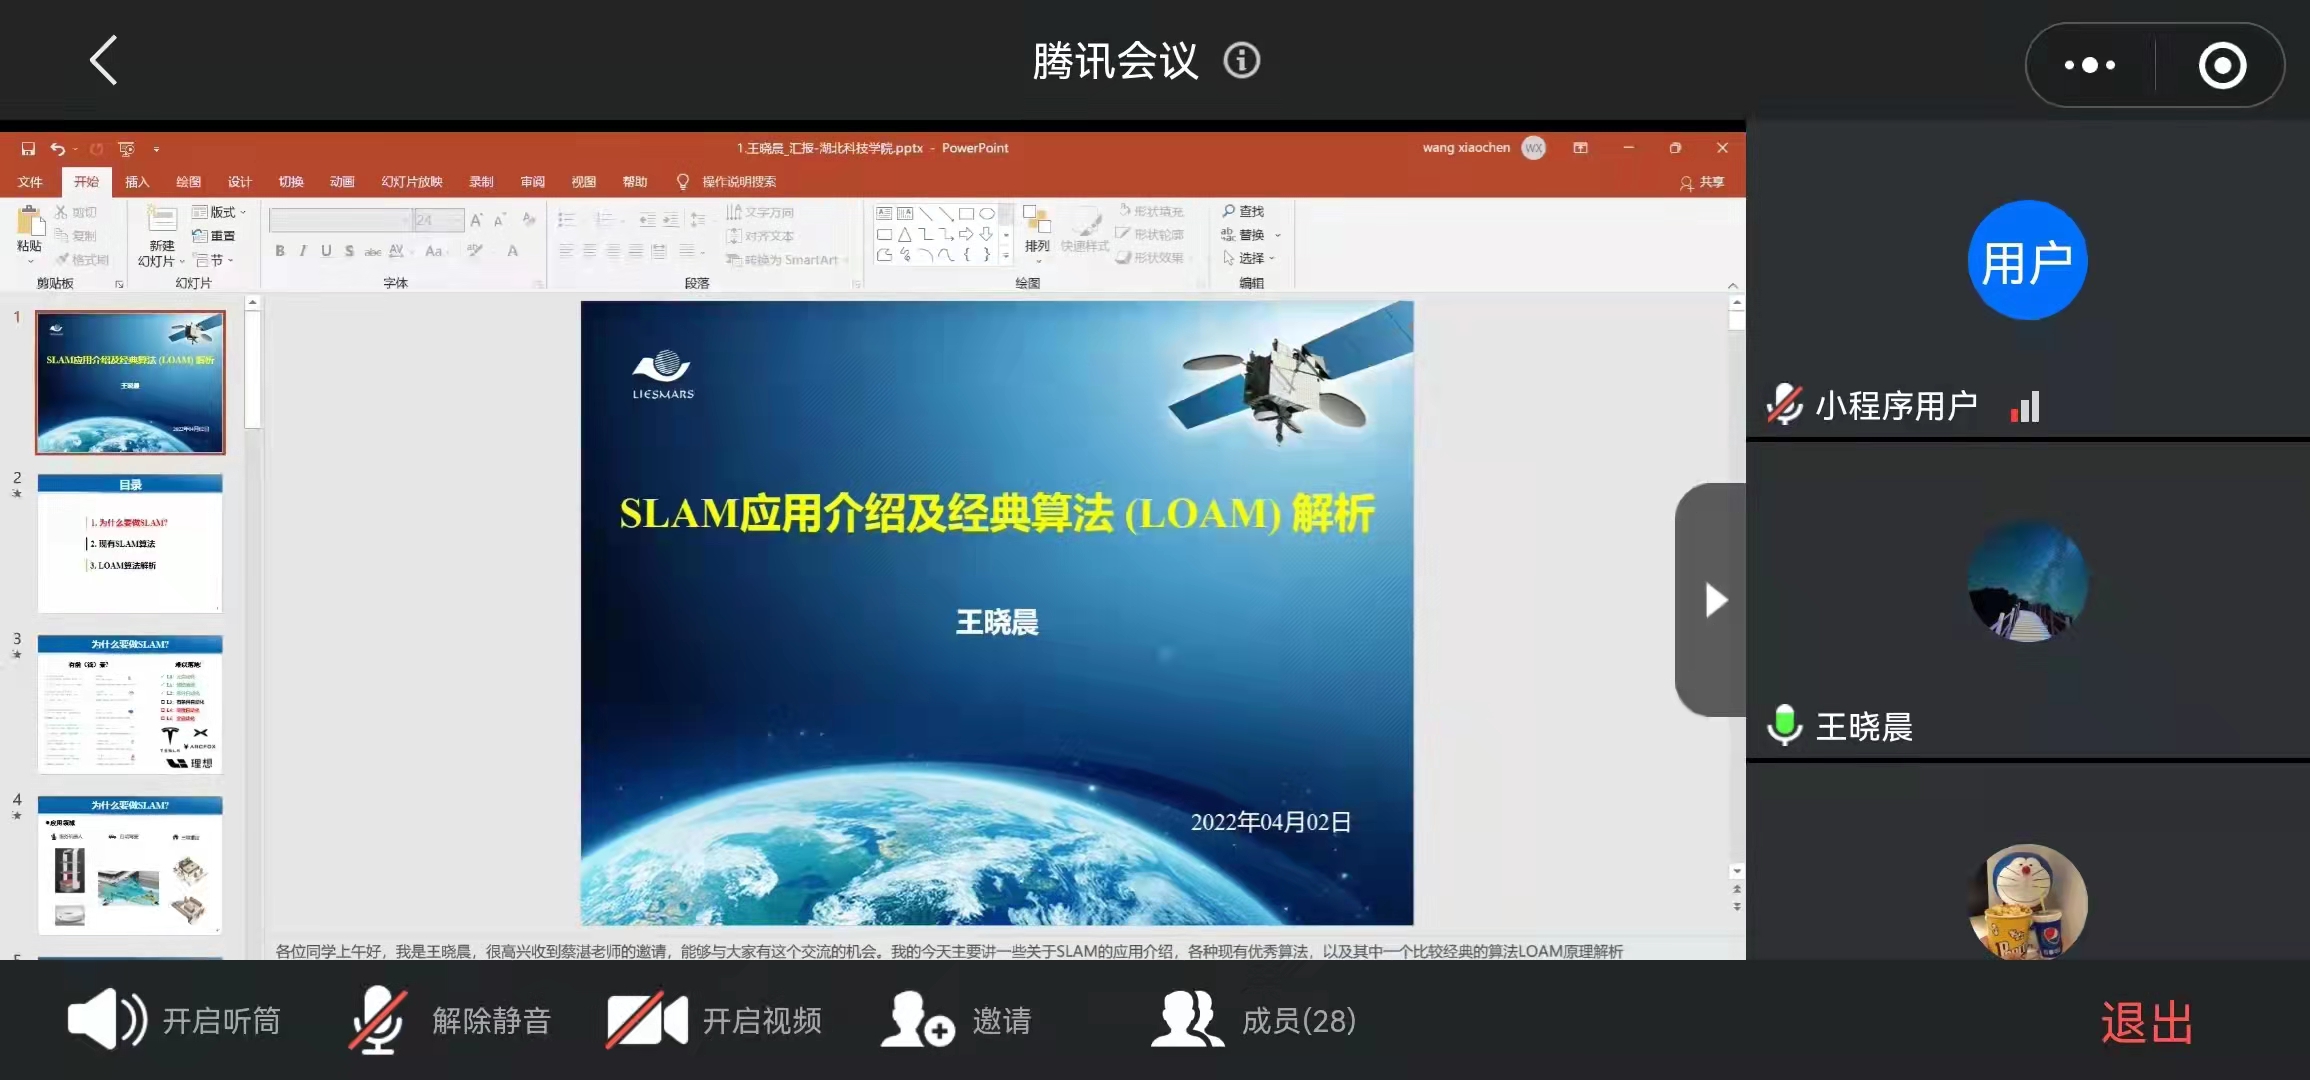 腾讯会议
1.王晓晨_汇报-湖北科技学院.pptx - PowerPoint
wang xiaochen
WX
文件 开始 插入 绘图 设计 切换 动画 幻灯片放映 录制 审阅 视图 帮助 操作说明搜索
共享
粘贴
剪切
复制
格式刷
剪贴板
新建
幻灯片
版式
重置
节
幻灯片
24
B I U S abc AV Aa A
字体
文字方向
对齐文本
转换为 SmartArt
段落
排列
快速样式
形状填充
形状轮廓
形状效果
绘图
查找
替换
选择
编辑
1
SLAM应用介绍及经典算法 (LOAM) 解析
王晓晨
2022年04月02日
2
目录
1. 为什么要做SLAM?
2. 现有SLAM算法
3. LOAM算法解析
3
为什么要做SLAM?
难以落地!
TESLA
ARCFOX
理想
4
为什么要做SLAM?
应用领域
5
LIESMARS
SLAM应用介绍及经典算法 (LOAM) 解析
王晓晨
2022年04月02日
各位同学上午好，我是王晓晨，很高兴收到蔡湛老师的邀请，能够与大家有这个交流的机会。我的今天主要讲一些关于SLAM的应用介绍，各种现有优秀算法，以及其中一个比较经典的算法LOAM原理解析
用户
小程序用户
王晓晨
开启听筒
解除静音
开启视频
邀请
成员(28)
退出